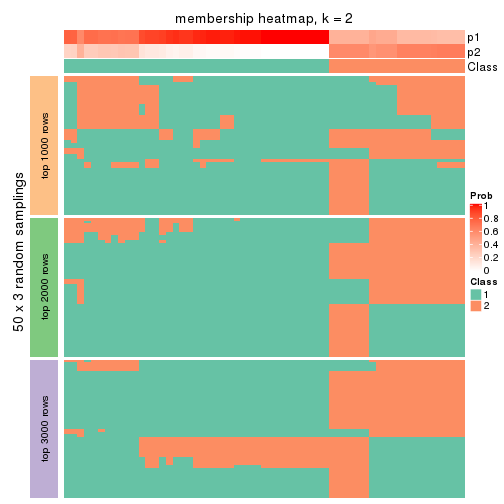 membership heatmap, k = 2
p1
p2
Class
50 x 3 random samplings
top 1000 rows
top 2000 rows
top 3000 rows
Prob
1
0.8
0.6
0.4
0.2
0
Class
1
2